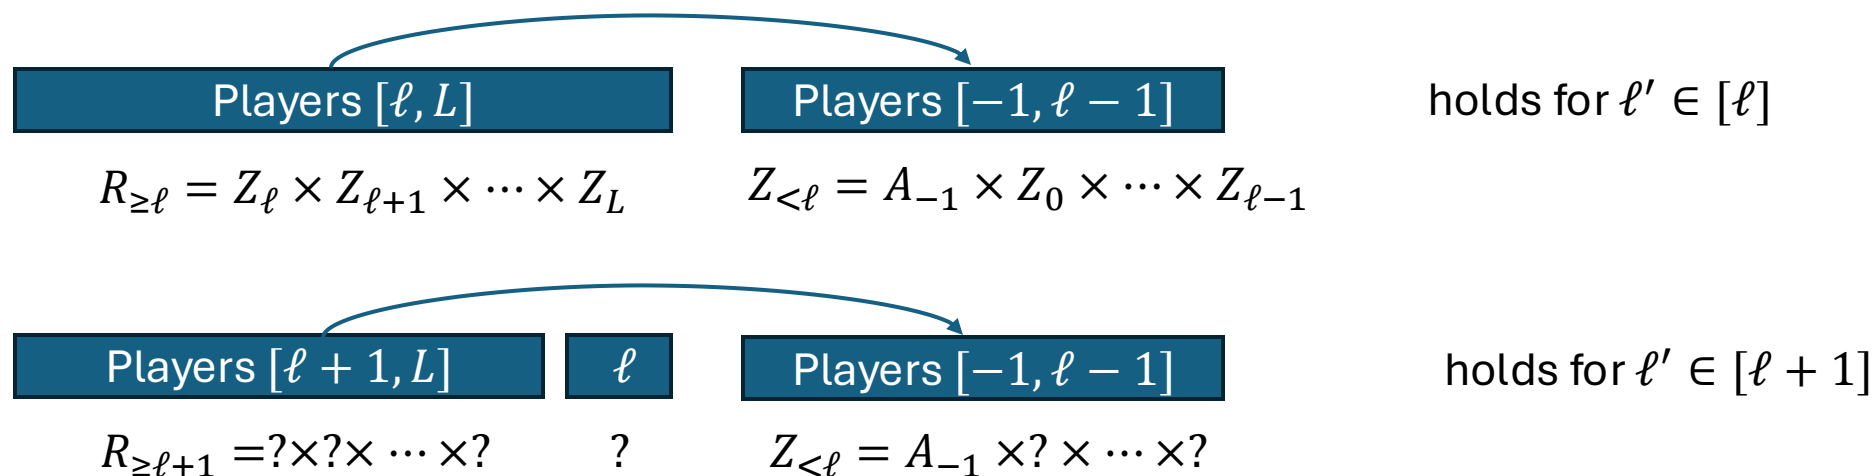 Players [ℓ, L] Players [−1, ℓ − 1] holds for ℓ′ ∈ [ℓ]
R≥ℓ = Zℓ × Zℓ+1 × ⋯ × ZL Z<ℓ = A−1 × Z0 × ⋯ × Zℓ−1
Players [ℓ + 1, L] ℓ Players [−1, ℓ − 1] holds for ℓ′ ∈ [ℓ + 1]
R≥ℓ+1 =?×?× ⋯ ×? ? Z<ℓ = A−1 ×? × ⋯ ×?